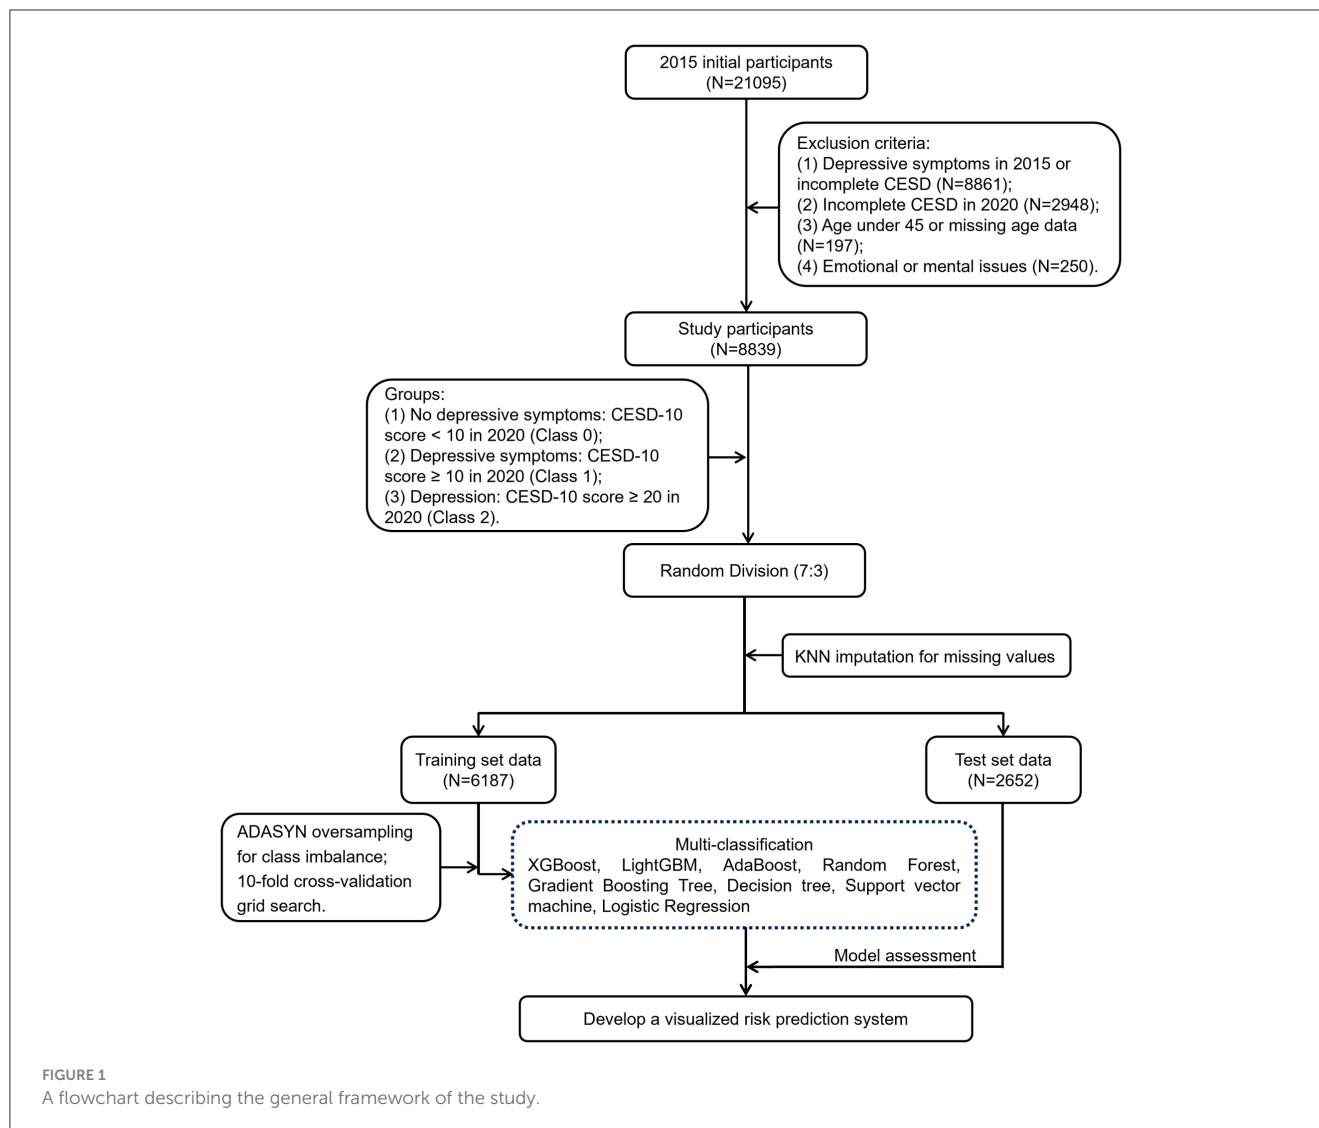 2015 initial participants
(N=21095)
Exclusion criteria:
(1) Depressive symptoms in 2015 or
incomplete CESD (N=8861);
(2) Incomplete CESD in 2020 (N=2948);
(3) Age under 45 or missing age data
(N=197);
(4) Emotional or mental issues (N=250).
Study participants
(N=8839)
Groups:
(1) No depressive symptoms: CESD-10
score < 10 in 2020 (Class 0);
(2) Depressive symptoms: CESD-10
score ≥ 10 in 2020 (Class 1);
(3) Depression: CESD-10 score ≥ 20 in
2020 (Class 2).
Random Division (7:3)
KNN imputation for missing values
Training set data
(N=6187)
Test set data
(N=2652)
ADASYN oversampling
for class imbalance;
10-fold cross-validation
grid search.
Multi-classification
XGBoost, LightGBM, AdaBoost, Random Forest,
Gradient Boosting Tree, Decision tree, Support vector
machine, Logistic Regression
Model assessment
Develop a visualized risk prediction system
FIGURE 1
A flowchart describing the general framework of the study.